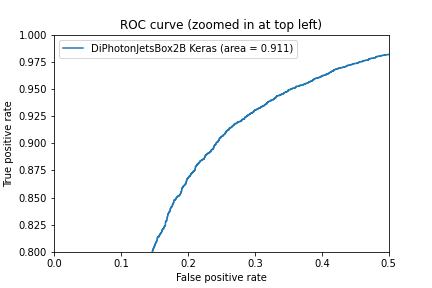 ROC curve (zoomed in at top left)
DiPhotonJetsBox2B Keras (area = 0.911)
True positive rate
1.000
0.975
0.950
0.925
0.900
0.875
0.850
0.825
0.800
0.0 0.1 0.2 0.3 0.4 0.5
False positive rate